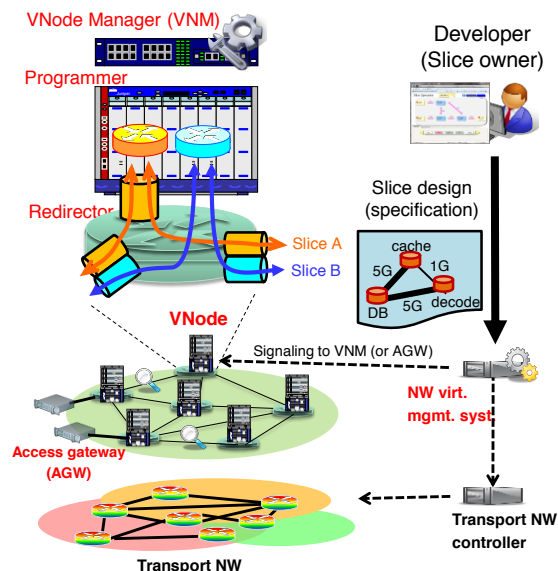 VNode Manager (VNM)
Programmer
Redirector
Slice A
Slice B
VNode
Developer
(Slice owner)
Slice design
(specification)
cache
5G
1G
DB
5G
decode
Signaling to VNM (or AGW)
NW virt.
mgmt. syst
Access gateway
(AGW)
Transport NW
Transport NW
controller